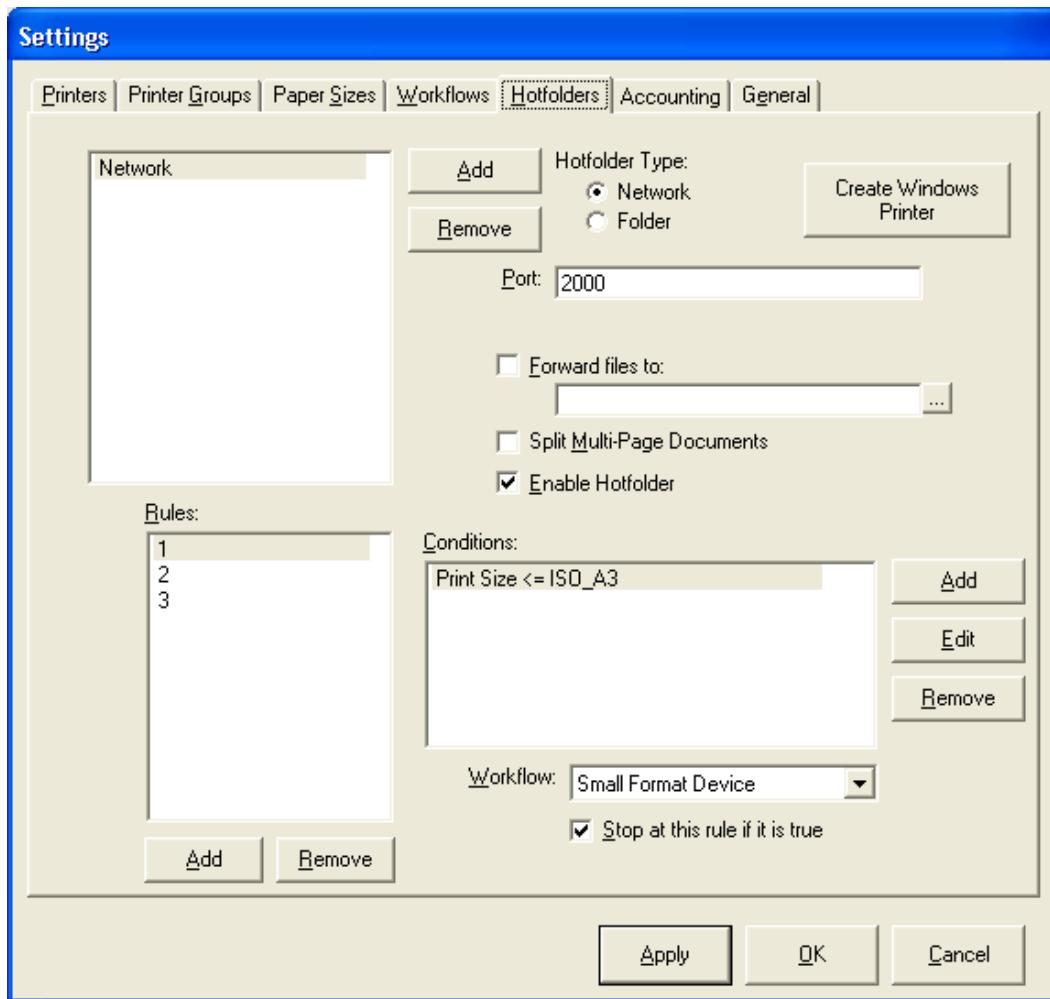 Settings
Printers Printer Groups Paper Sizes Workflows Hotfolders Accounting General
Network
Add
Remove
Hotfolder Type:
Network
Folder
Create Windows
Printer
Port: 2000
Forward files to:
...
Split Multi-Page Documents
Enable Hotfolder
Rules:
1
2
3
Add Remove
Conditions:
Print Size <= ISO_A3
Add
Edit
Remove
Workflow: Small Format Device
Stop at this rule if it is true
Apply OK Cancel